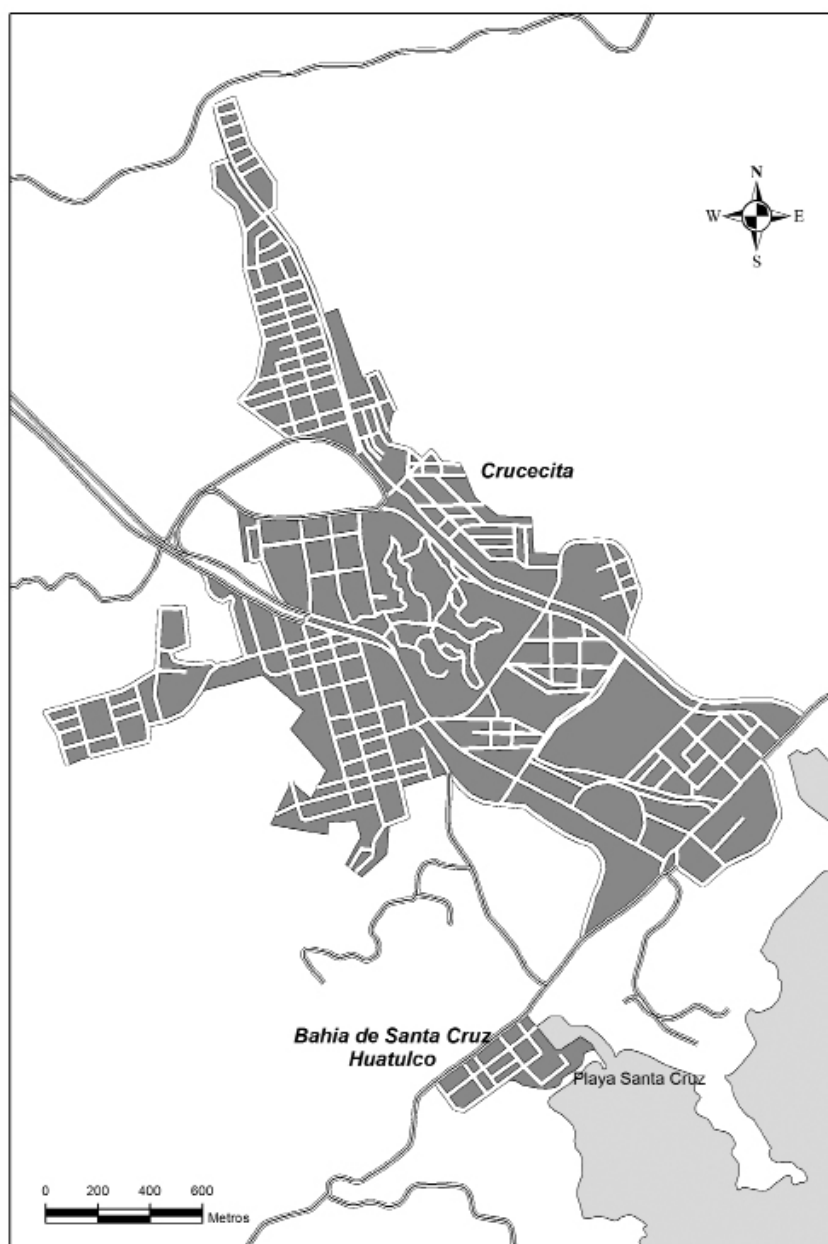 N
W E
S
Crucecita
Bahia de Santa Cruz
Huatulco
Playa Santa Cruz
0 200 400 600
Metros